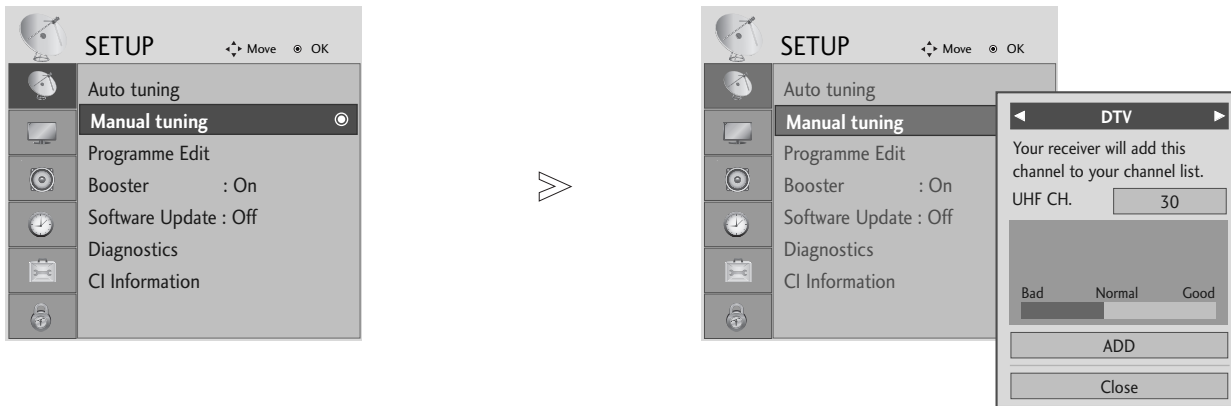 SETUP
Move OK
Auto tuning
Manual tuning
Programme Edit
Booster : On
Software Update : Off
Diagnostics
CI Information
SETUP
Move OK
Auto tuning
Manual tuning
Programme Edit
Booster : On
Software Update : Off
Diagnostics
CI Information
DTV
Your receiver will add this
channel to your channel list.
UHF CH. 30
Bad Normal Good
ADD
Close